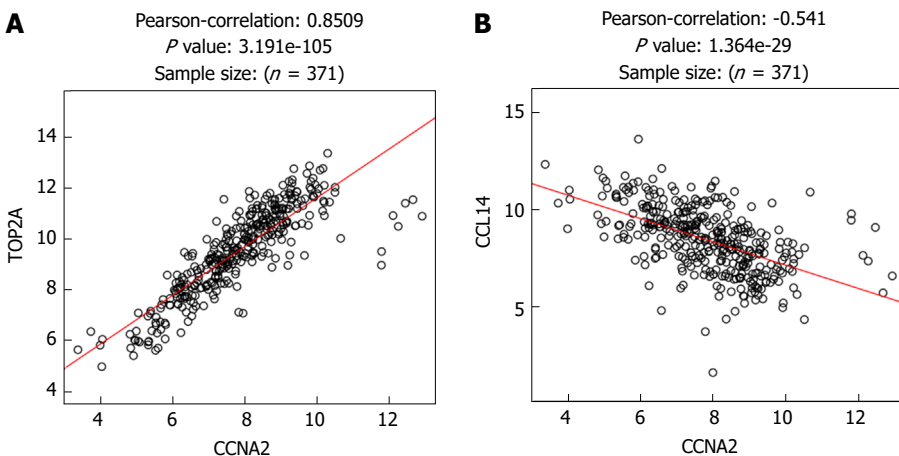 A
Pearson-correlation: 0.8509
P value: 3.191e-105
Sample size: (n = 371)
TOP2A
14
12
10
8
6
4
4 6 8 10 12
CCNA2
B
Pearson-correlation: -0.541
P value: 1.364e-29
Sample size: (n = 371)
CCL14
15
10
5
4 6 8 10 12
CCNA2